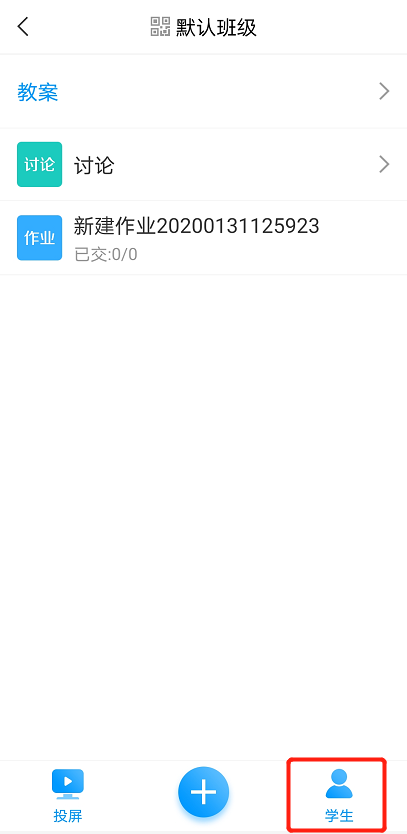 默认班级
教案
讨论 讨论
新建作业20200131125923
作业
已交:0/0
投屏
学生